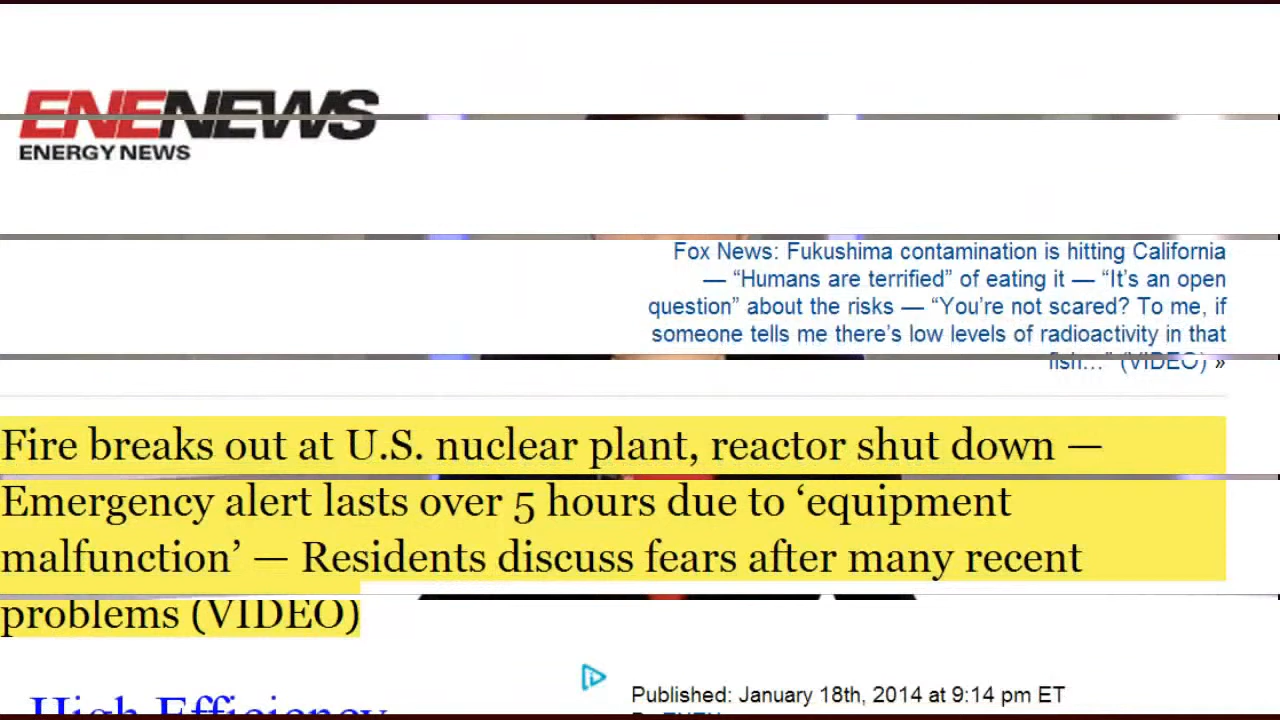 ENENEWS
ENERGY NEWS
Fox News: Fukushima contamination is hitting California
— “Humans are terrified” of eating it — “It’s an open
question” about the risks — “You’re not scared? To me, if
someone tells me there’s low levels of radioactivity in that
fish…” (VIDEO) »
Fire breaks out at U.S. nuclear plant, reactor shut down —
Emergency alert lasts over 5 hours due to ‘equipment
malfunction’ — Residents discuss fears after many recent
problems (VIDEO)
High Efficiency
Published: January 18th, 2014 at 9:14 pm ET